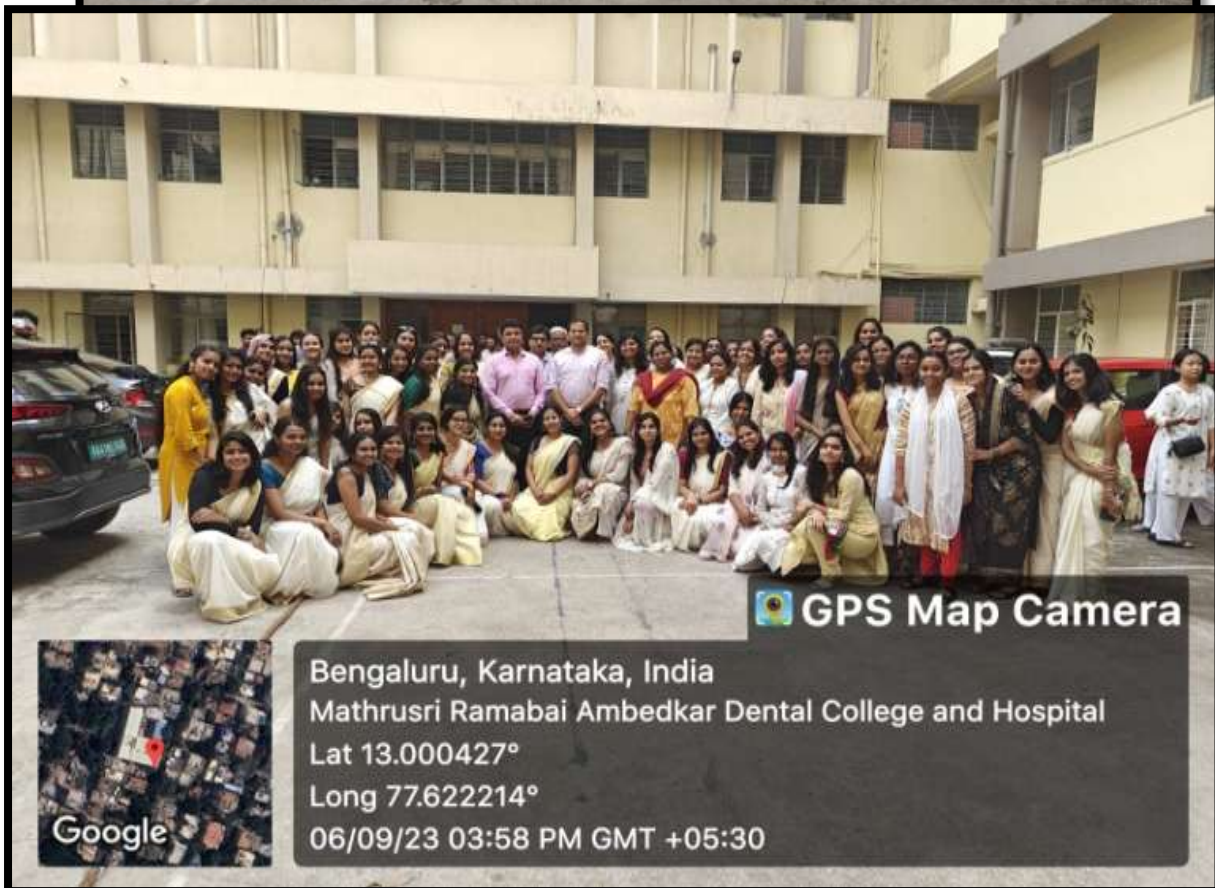 GPS Map Camera
Bengaluru, Karnataka, India
Mathrusri Ramabai Ambedkar Dental College and Hospital
Lat 13.000427°
Long 77.622214°
06/09/23 03:58 PM GMT +05:30
Google